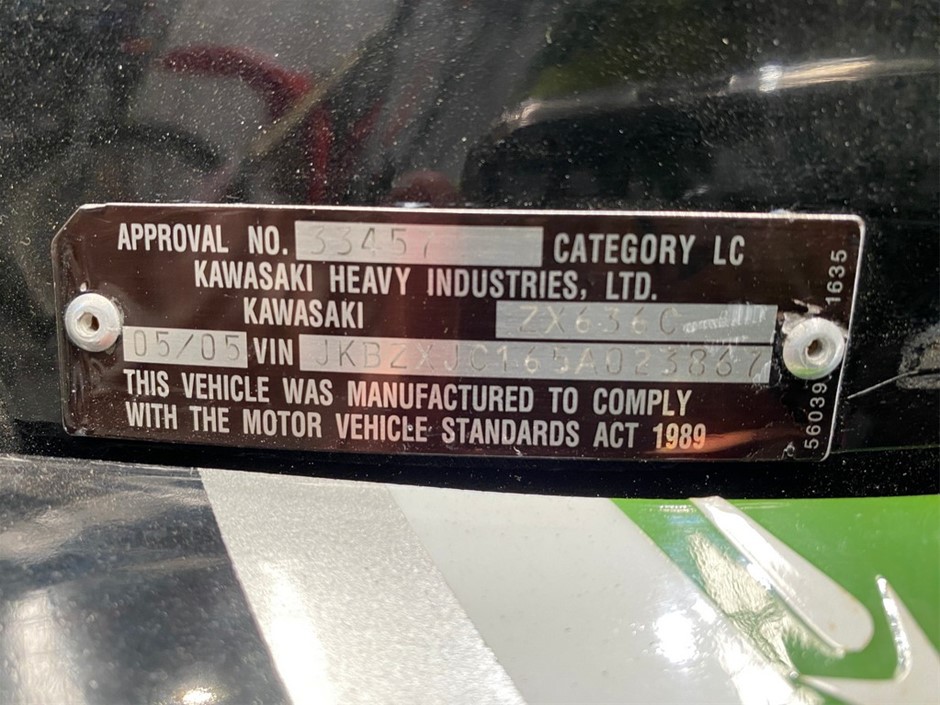 APPROVAL NO. 33457 CATEGORY LC
KAWASAKI HEAVY INDUSTRIES, LTD.
KAWASAKI ZX636C
05/05 VIN JKBZXJC165A023867
THIS VEHICLE WAS MANUFACTURED TO COMPLY
WITH THE MOTOR VEHICLE STANDARDS ACT 1989
56039 1635